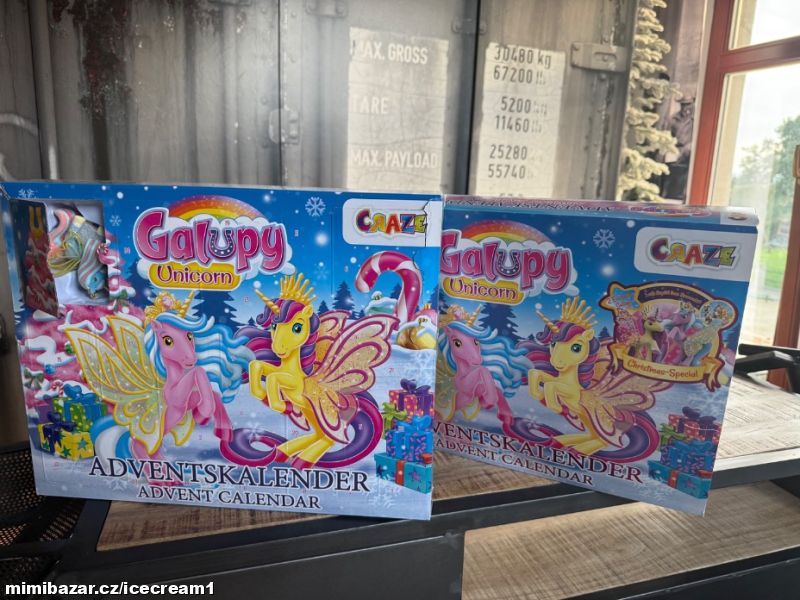 MAX. GROSS
30480 kg
67200 lb
TARE
5200 kg
11460 lb
MAX. PAYLOAD
25280
55740
Galupy
Unicorn
CRAZE
ADVENTSKALENDER
ADVENT CALENDAR
Galupy
Unicorn
CRAZE
Christmas-Special
VENTSKALENDER
ADVENT CALENDAR
mimibazar.cz/icecream1